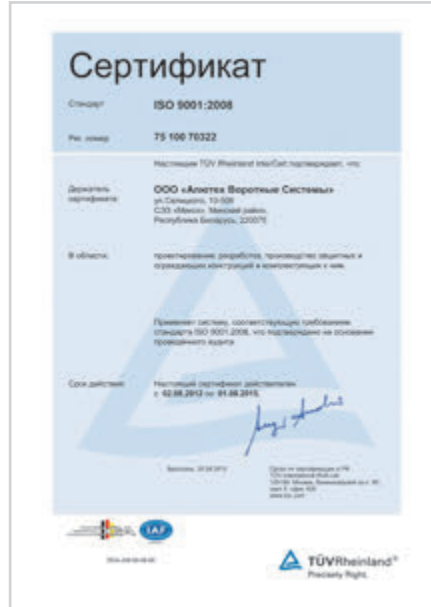 Сертификат
Стандарт ISO 9001:2008
Рег. номер 75 100 70322
Настоящим TÜV Rheinland InterCert подтверждает, что:
Держатель ООО «Алютех Воротные Системы»
сертификата: ул.Селицкого, 10-508
СЭЗ «Минск», Минский район,
Республика Беларусь, 220075
В области: проектирование, разработка, производство защитных и
ограждающих конструкций и комплектующих к ним.
Применяет систему, соответствующую требованиям
стандарта ISO 9001:2008, что подтверждено на основании
проведённого аудита
Срок действия: Настоящий сертификат действителен
с 02.08.2012 по 01.08.2015.
IAF
TÜVRheinland®
Precisely Right.